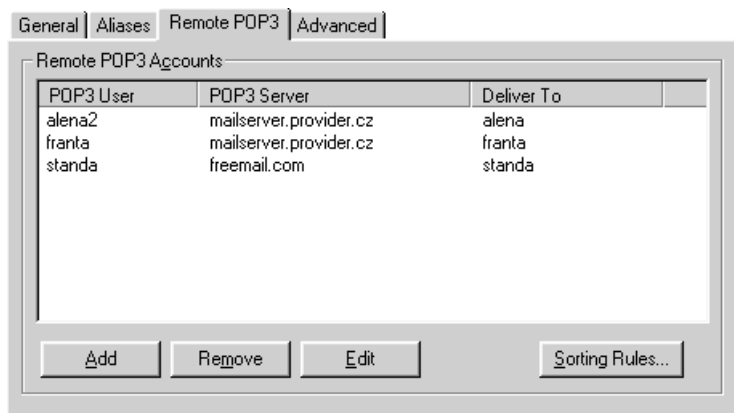 General Aliases Remote POP3 Advanced
Remote POP3 Accounts
POP3 User POP3 Server Deliver To
alena2 mailserver.provider.cz alena
franta mailserver.provider.cz franta
standa freemail.com standa
Add Remove Edit Sorting Rules...